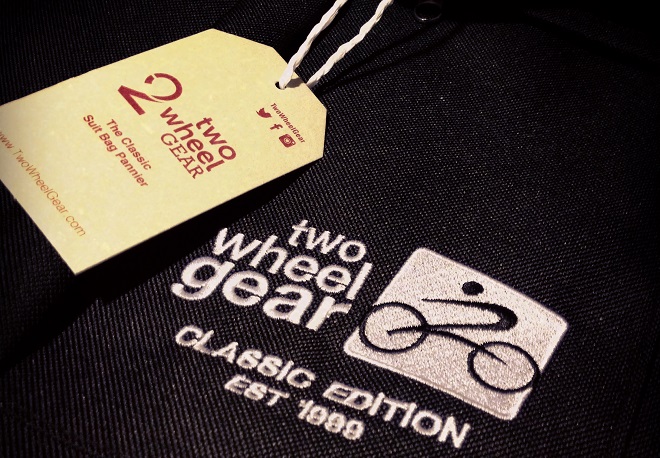 2
two
wheel
GEAR
The Classic
Suit Bag Pannier
TwoWheelGear
www.TwoWheelGear.com
two
wheel
gear
CLASSIC EDITION
EST 1999